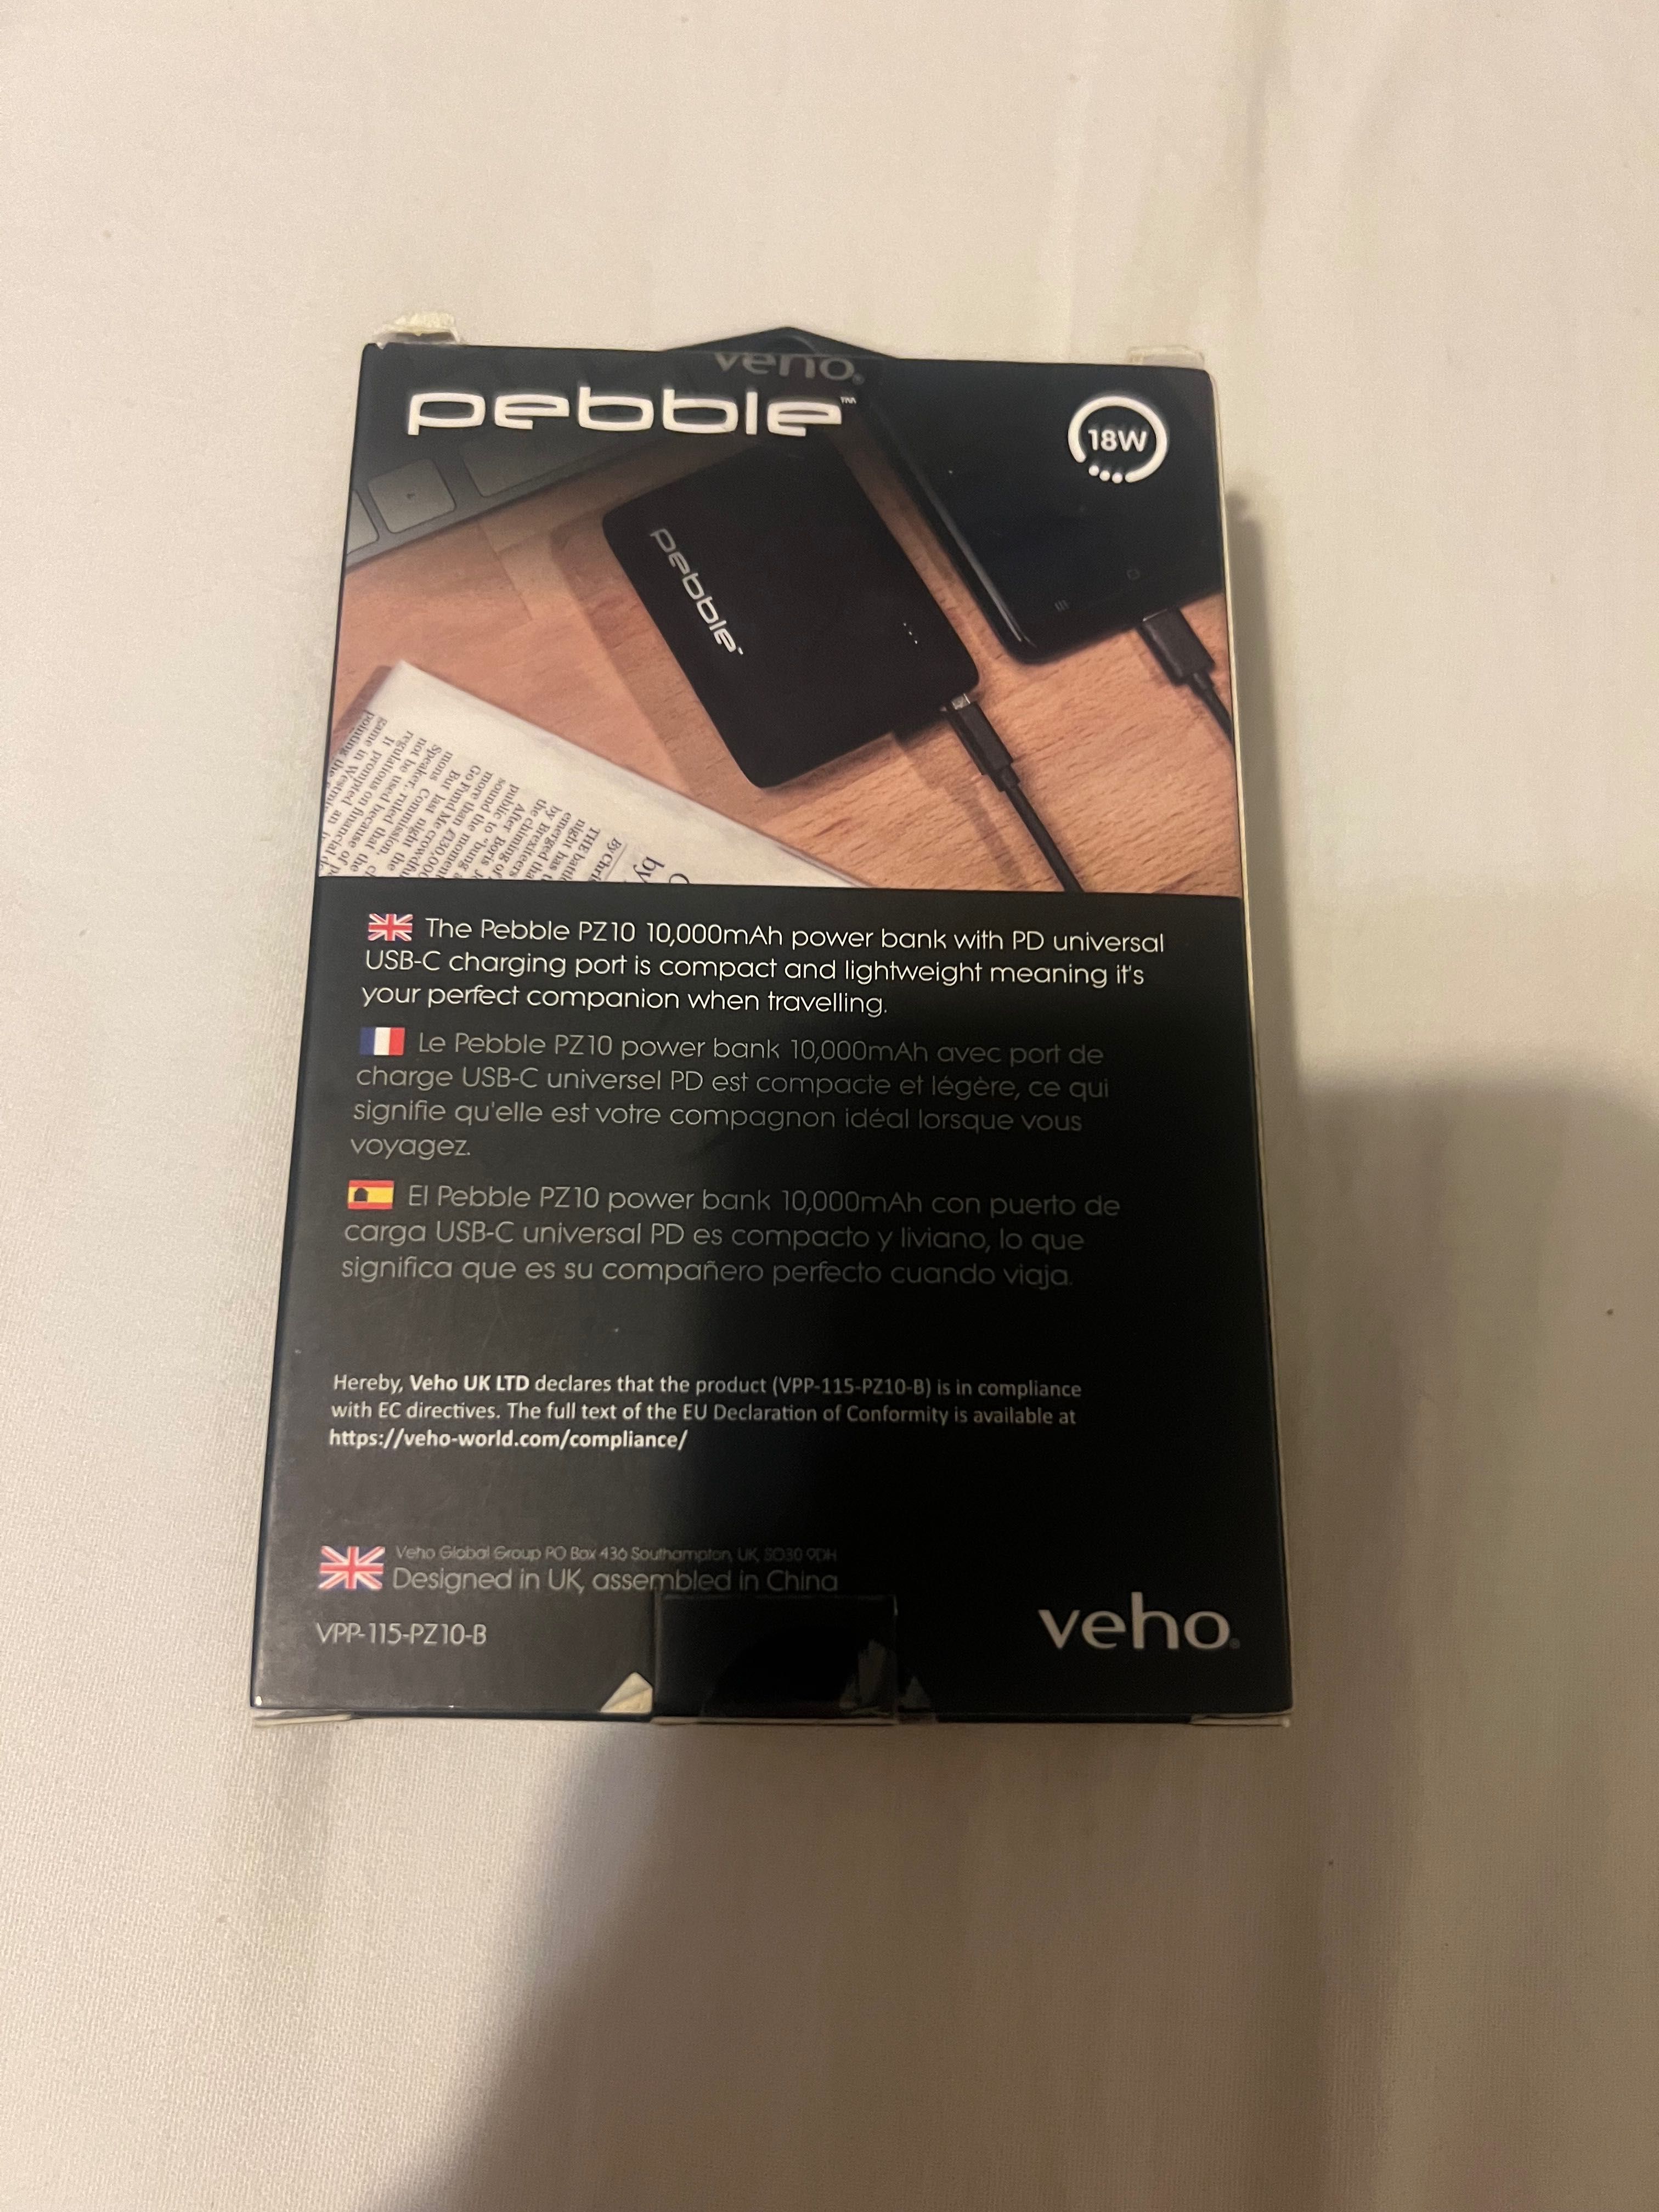 veho®
pebble™
18W
pebble™
The Pebble PZ10 10,000mAh power bank with PD universal
USB-C charging port is compact and lightweight meaning it's
your perfect companion when travelling.
Le Pebble PZ10 power bank 10,000mAh avec port de
charge USB-C universel PD est compacte et légère, ce qui
signifie qu'elle est votre compagnon idéal lorsque vous
voyagez.
El Pebble PZ10 power bank 10,000mAh con puerto de
carga USB-C universal PD es compacto y liviano, lo que
significa que es su compañero perfecto cuando viaja.
Hereby, Veho UK LTD declares that the product (VPP-115-PZ10-B) is in compliance
with EC directives. The full text of the EU Declaration of Conformity is available at
https://veho-world.com/compliance/
Veho Global Group PO Box 436 Southampton, UK, SO30 9DH
Designed in UK, assembled in China
VPP-115-PZ10-B
veho®